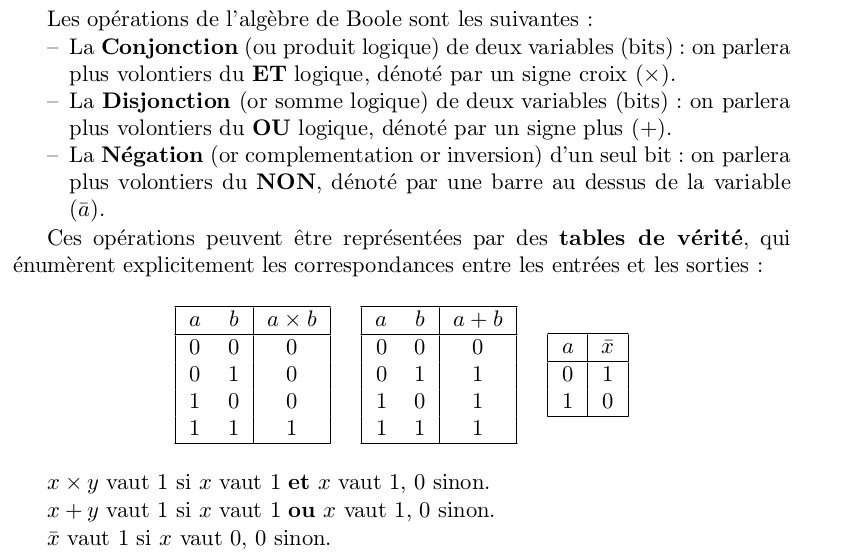 Les opérations de l'algèbre de Boole sont les suivantes :
– La Conjonction (ou produit logique) de deux variables (bits) : on parlera
plus volontiers du ET logique, dénoté par un signe croix (×).
– La Disjonction (or somme logique) de deux variables (bits) : on parlera
plus volontiers du OU logique, dénoté par un signe plus (+).
– La Négation (or complementation or inversion) d'un seul bit : on parlera
plus volontiers du NON, dénoté par une barre au dessus de la variable
(ā).
Ces opérations peuvent être représentées par des tables de vérité, qui
énumèrent explicitement les correspondances entre les entrées et les sorties :
a b a × b
0 0 0
0 1 0
1 0 0
1 1 1
a b a + b
0 0 0
0 1 1
1 0 1
1 1 1
a x̄
0 1
1 0
x × y vaut 1 si x vaut 1 et x vaut 1, 0 sinon.
x + y vaut 1 si x vaut 1 ou x vaut 1, 0 sinon.
x̄ vaut 1 si x vaut 0, 0 sinon.